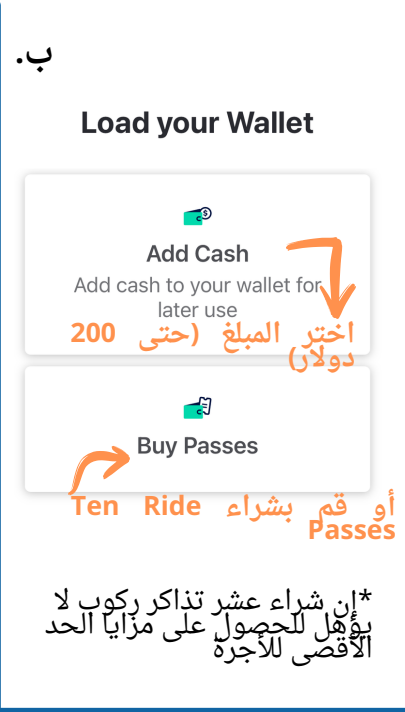 ب.
Load your Wallet
Add Cash
Add cash to your wallet for
later use
اختر المبلغ (حتى 200
دولار)
Buy Passes
أو قم بشراء Ten Ride
Passes
*إن شراء عشر تذاكر ركوب لا
يؤهل للحصول على مزايا الحد
الأقصى للأجرة